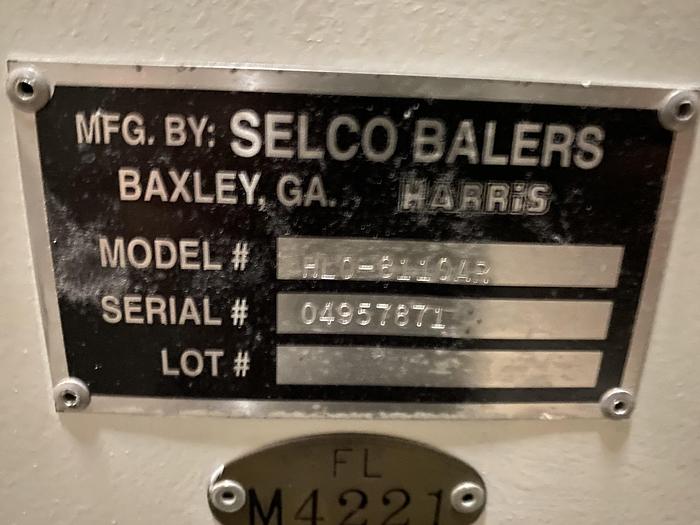 MFG. BY: SELCO BALERS
BAXLEY, GA. HARRIS
MODEL #
SERIAL # 04957871
LOT #
FL
M4221